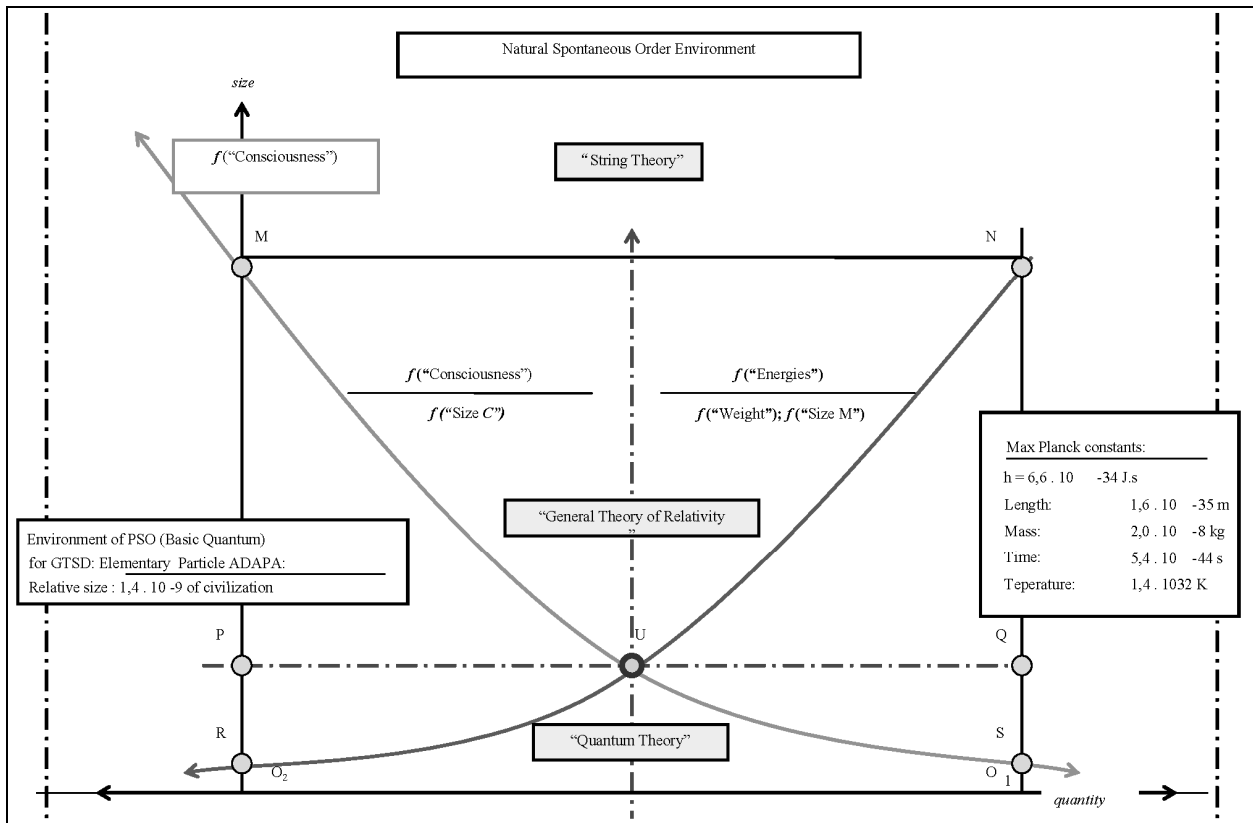 Natural Spontaneous Order Environment
size
f(“Consciousness”)
“String Theory”
M
N
f(“Consciousness”)
f(“Size C”)
f(“Energies”)
f(“Weight”); f(“Size M”)
Max Planck constants:
h = 6,6 . 10 -34 J.s
Length: 1,6 . 10 -35 m
Mass: 2,0 . 10 -8 kg
Time: 5,4 . 10 -44 s
Teperature: 1,4 . 1032 K
“General Theory of Relativity
”
Environment of PSO (Basic Quantum)
for GTSD: Elementary Particle ADAPA:
Relative size : 1,4 . 10 -9 of civilization
P
U
Q
R
S
“Quantum Theory”
O2
O1
quantity